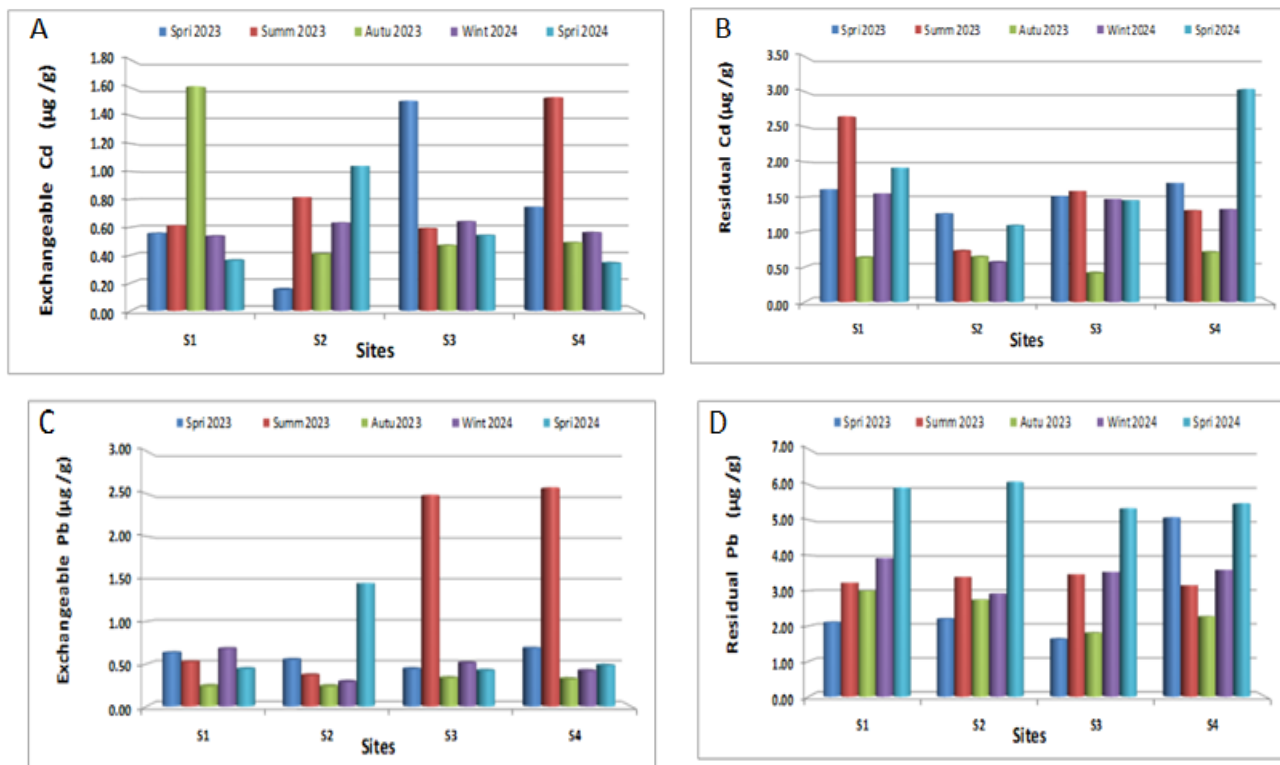 A
Spri 2023 Summ 2023 Autu 2023 Wint 2024 Spri 2024
Exchangeable Cd (µg /g)
1.80
1.60
1.40
1.20
1.00
0.80
0.60
0.40
0.20
0.00
S1 S2 S3 S4
Sites
B
Spri 2023 Summ 2023 Autu 2023 Wint 2024 Spri 2024
Residual Cd (µg /g)
3.50
3.00
2.50
2.00
1.50
1.00
0.50
0.00
S1 S2 S3 S4
Sites
C
Spri 2023 Summ 2023 Autu 2023 Wint 2024 Spri 2024
Exchangeable Pb (µg /g)
3.00
2.50
2.00
1.50
1.00
0.50
0.00
S1 S2 S3 S4
Sites
D
Spri 2023 Summ 2023 Autu 2023 Wint 2024 Spri 2024
Residual Pb (µg /g)
7.00
6.00
5.00
4.00
3.00
2.00
1.00
0.00
S1 S2 S3 S4
Sites